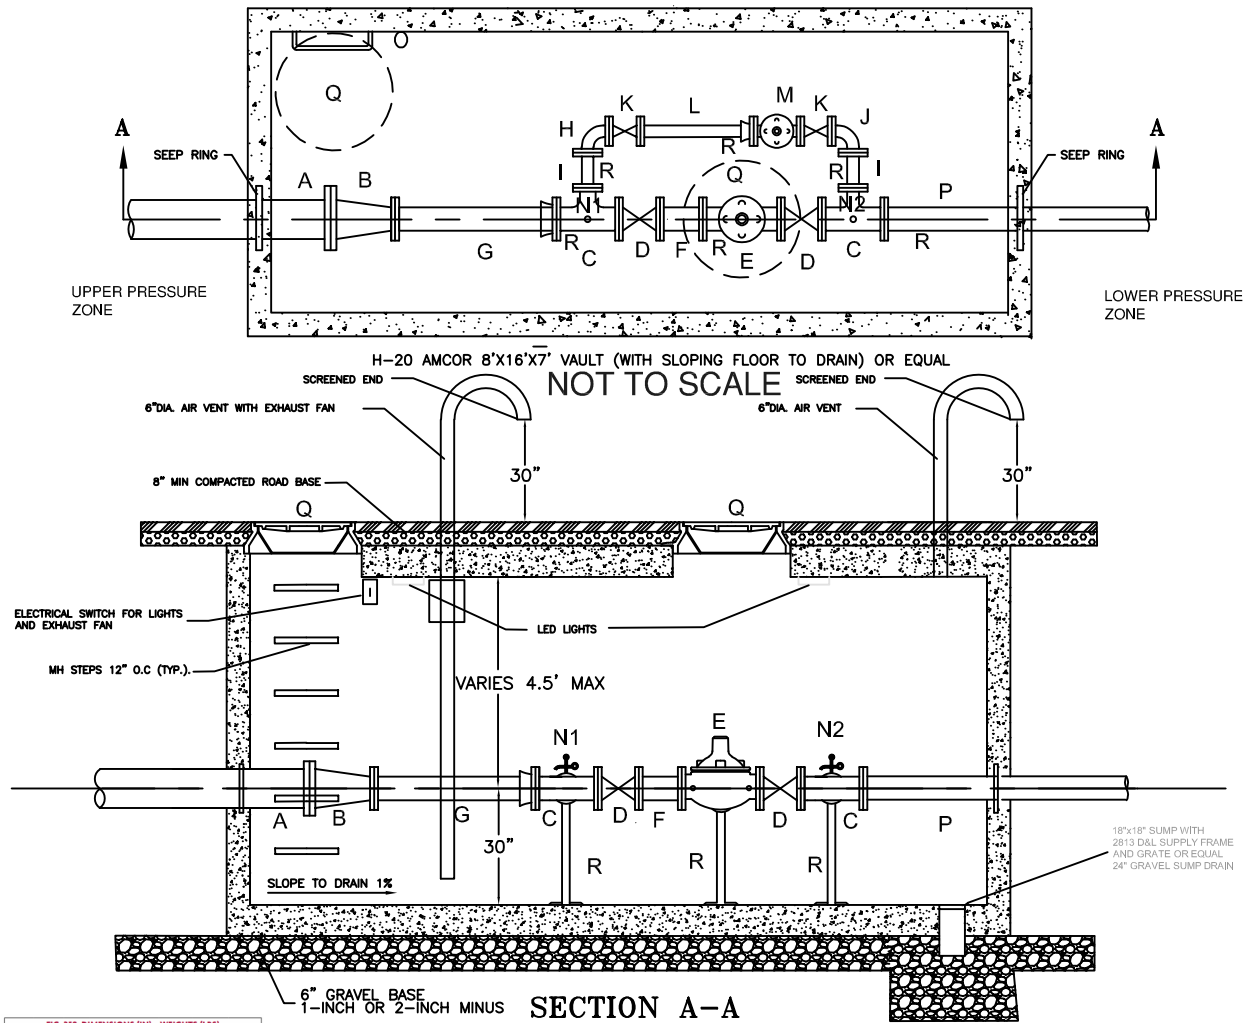 O
Q
K
L
M
K
A
H
J
A
SEEP RING
R
SEEP RING
A
B
I
R
Q
R
I
P
N1
N2
R
R
R
G
C
D
F
E
D
C
UPPER PRESSURE
ZONE
LOWER PRESSURE
ZONE
H-20 AMCOR 8'X16'X7' VAULT (WITH SLOPING FLOOR TO DRAIN) OR EQUAL
NOT TO SCALE
SCREENED END
SCREENED END
6"DIA. AIR VENT WITH EXHAUST FAN
6"DIA. AIR VENT
30"
30"
8" MIN COMPACTED ROAD BASE
Q
Q
ELECTRICAL SWITCH FOR LIGHTS
AND EXHAUST FAN
LED LIGHTS
MH STEPS 12" O.C (TYP.).
VARIES 4.5' MAX
E
N1
N2
A
B
G
C
D
F
D
C
P
30"
R
R
R
18"x18" SUMP WITH
2813 D&L SUPPLY FRAME
AND GRATE OR EQUAL
24" GRAVEL SUMP DRAIN
SLOPE TO DRAIN 1%
6" GRAVEL BASE
1-INCH OR 2-INCH MINUS
SECTION A-A